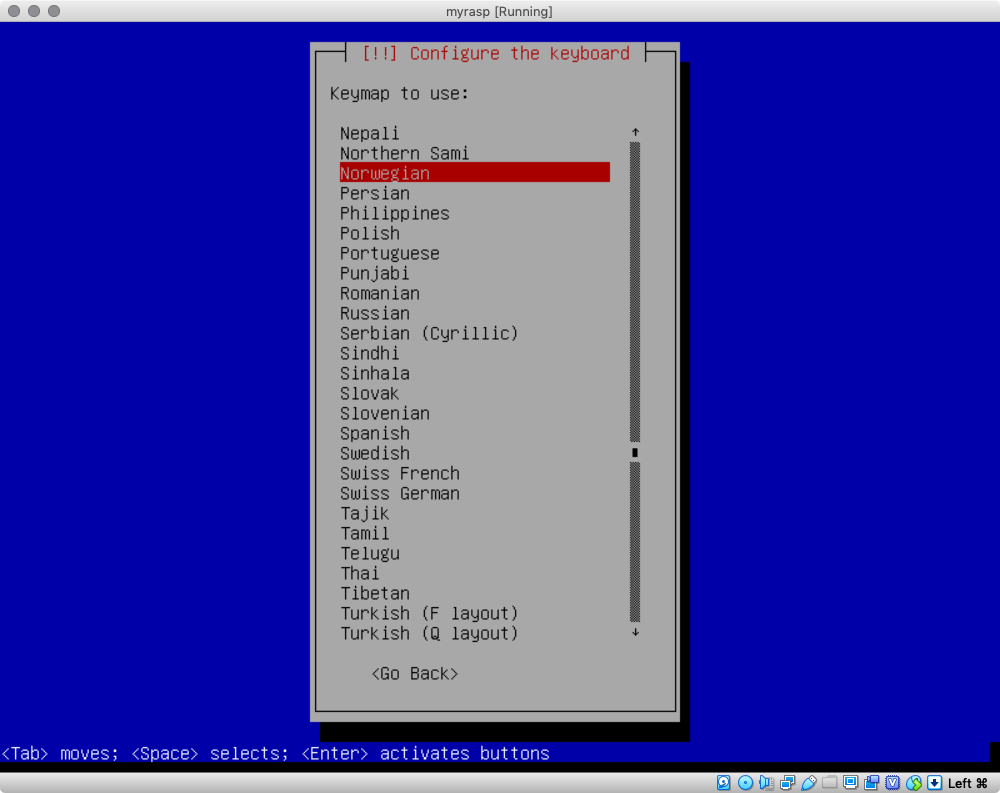 myrasp [Running]
[!!] Configure the keyboard
Keymap to use:
Nepali
Northern Sami
Norwegian
Persian
Philippines
Polish
Portuguese
Punjabi
Romanian
Russian
Serbian (Cyrillic)
Sindhi
Sinhala
Slovak
Slovenian
Spanish
Swedish
Swiss French
Swiss German
Tajik
Tamil
Telugu
Thai
Tibetan
Turkish (F layout)
Turkish (Q layout)
<Go Back>
<Tab> moves; <Space> selects; <Enter> activates buttons
Left ⌘